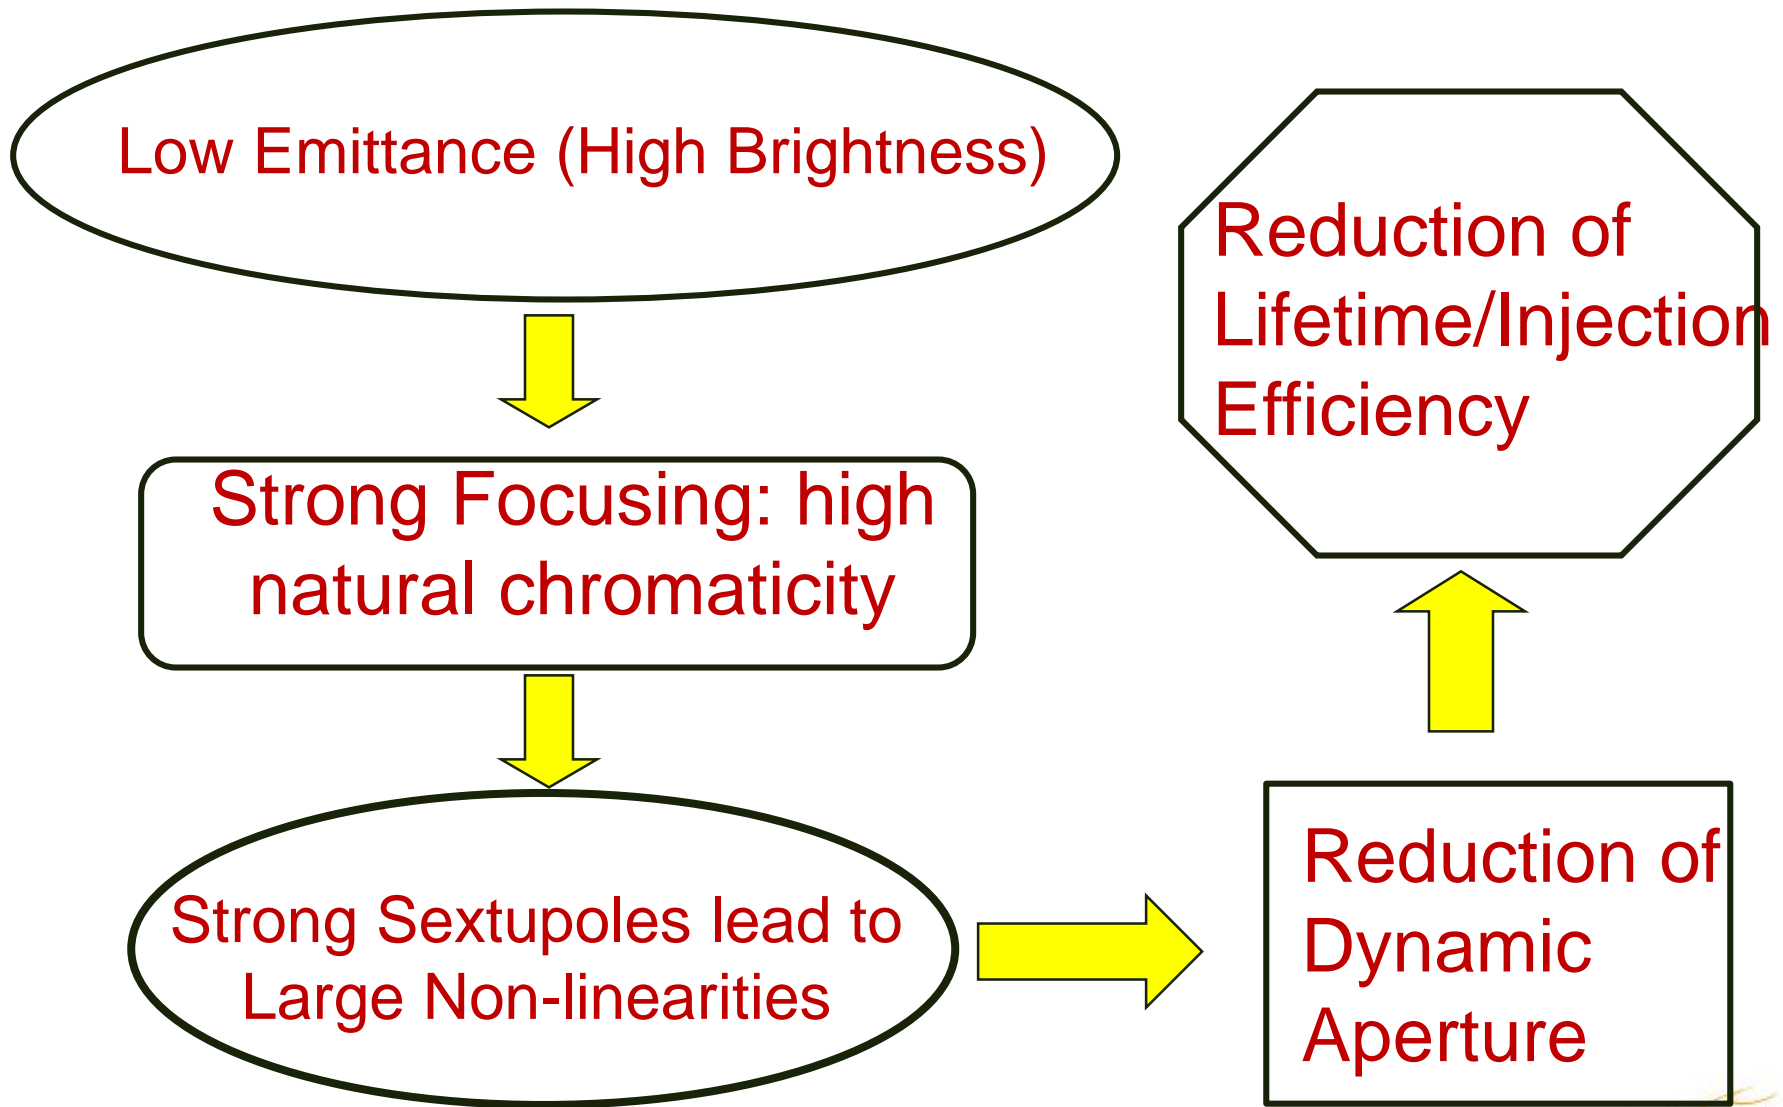 Low Emittance (High Brightness)
Strong Focusing: high
natural chromaticity
Strong Sextupoles lead to
Large Non-linearities
Reduction of
Dynamic
Aperture
Reduction of
Lifetime/Injection
Efficiency